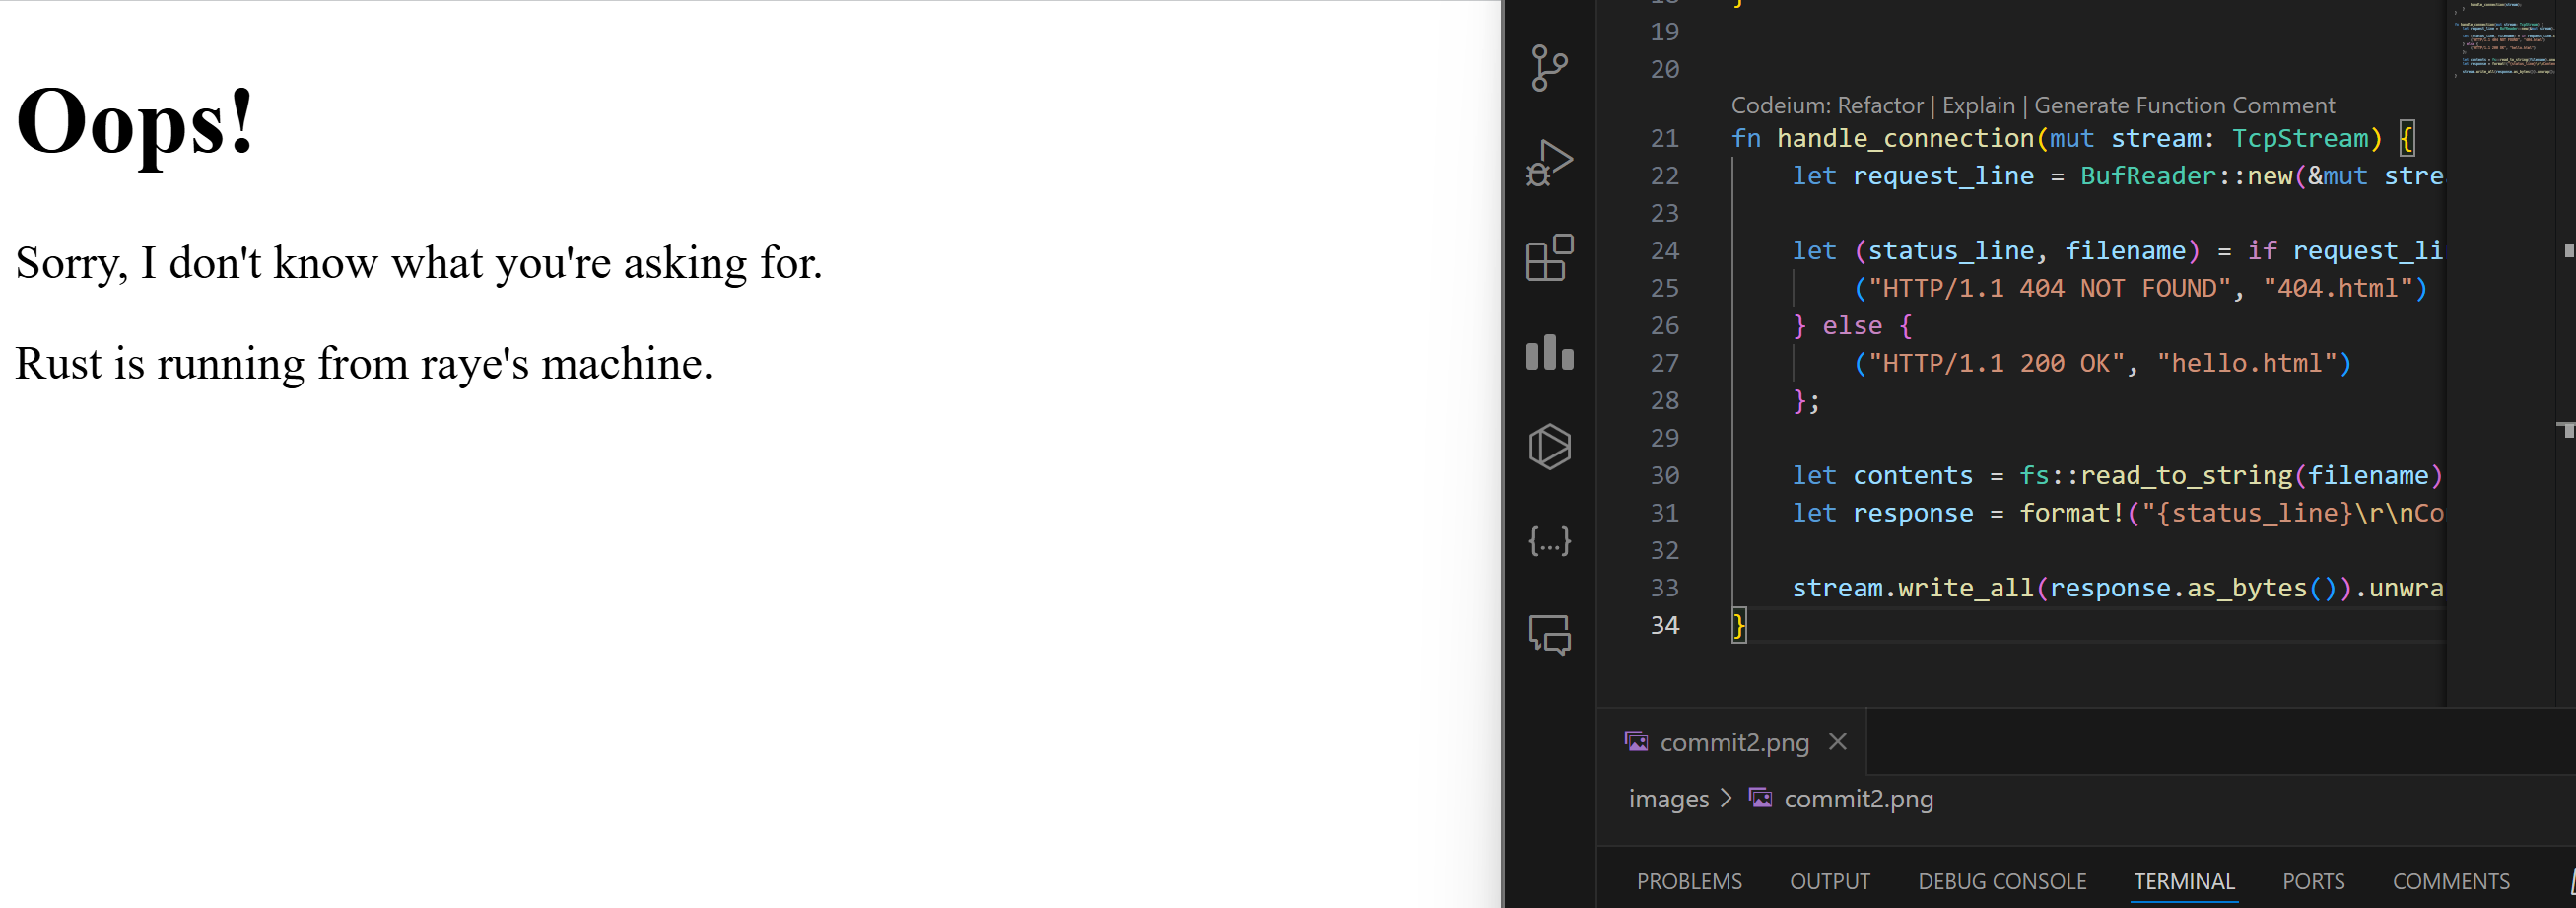 Oops!
Sorry, I don't know what you're asking for.
Rust is running from raye's machine.
19
20
Codeium: Refactor | Explain | Generate Function Comment
21 fn handle_connection(mut stream: TcpStream) {
22 let request_line = BufReader::new(&mut stre
23
24 let (status_line, filename) = if request_li
25 ("HTTP/1.1 404 NOT FOUND", "404.html")
26 } else {
27 ("HTTP/1.1 200 OK", "hello.html")
28 };
29
30 let contents = fs::read_to_string(filename)
31 let response = format!("{status_line}\r\nCo
32
33 stream.write_all(response.as_bytes()).unwra
34 }
commit2.png
images > commit2.png
PROBLEMS OUTPUT DEBUG CONSOLE TERMINAL PORTS COMMENTS